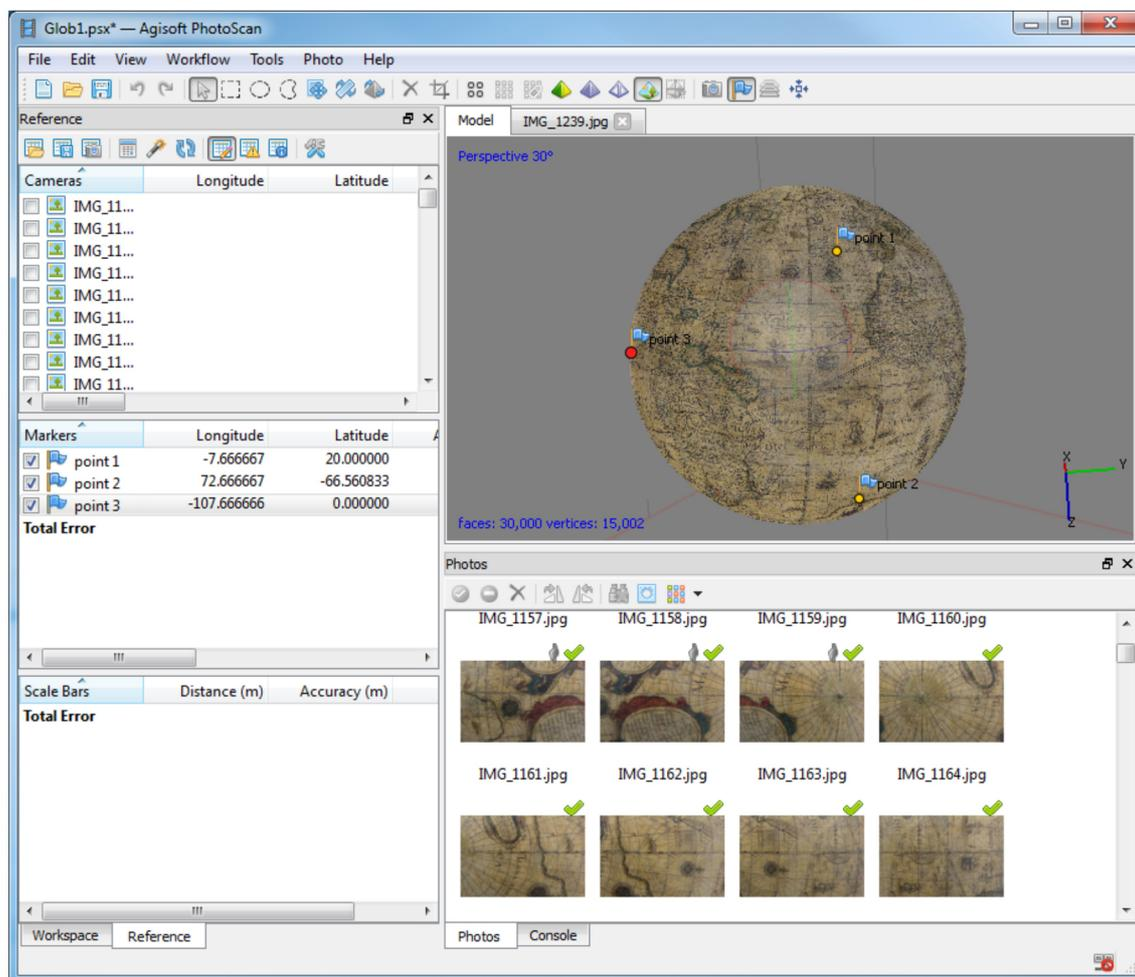 Glob1.psx* — Agisoft PhotoScan
File Edit View Workflow Tools Photo Help
Reference
Cameras Longitude Latitude
IMG_11...
IMG_11...
IMG_11...
IMG_11...
IMG_11...
IMG_11...
IMG_11...
IMG_11...
IMG 11...
Markers Longitude Latitude
point 1 -7.666667 20.000000
point 2 72.666667 -66.560833
point 3 -107.666666 0.000000
Total Error
Scale Bars Distance (m) Accuracy (m)
Total Error
Workspace Reference
Model IMG_1239.jpg
Perspective 30°
point 1
point 3
point 2
X
Y
Z
faces: 30,000 vertices: 15,002
Photos
IMG_1157.jpg IMG_1158.jpg IMG_1159.jpg IMG_1160.jpg
IMG_1161.jpg IMG_1162.jpg IMG_1163.jpg IMG_1164.jpg
Photos Console